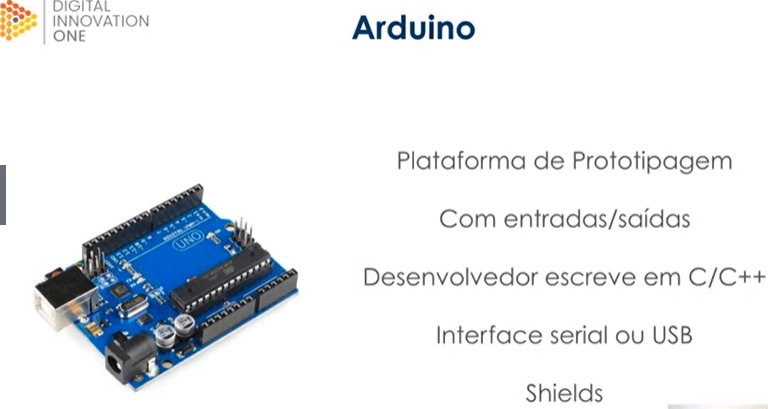 DIGITAL
INNOVATION
ONE
Arduino
Plataforma de Prototipagem
Com entradas/saídas
Desenvolvedor escreve em C/C++
Interface serial ou USB
Shields
UNO